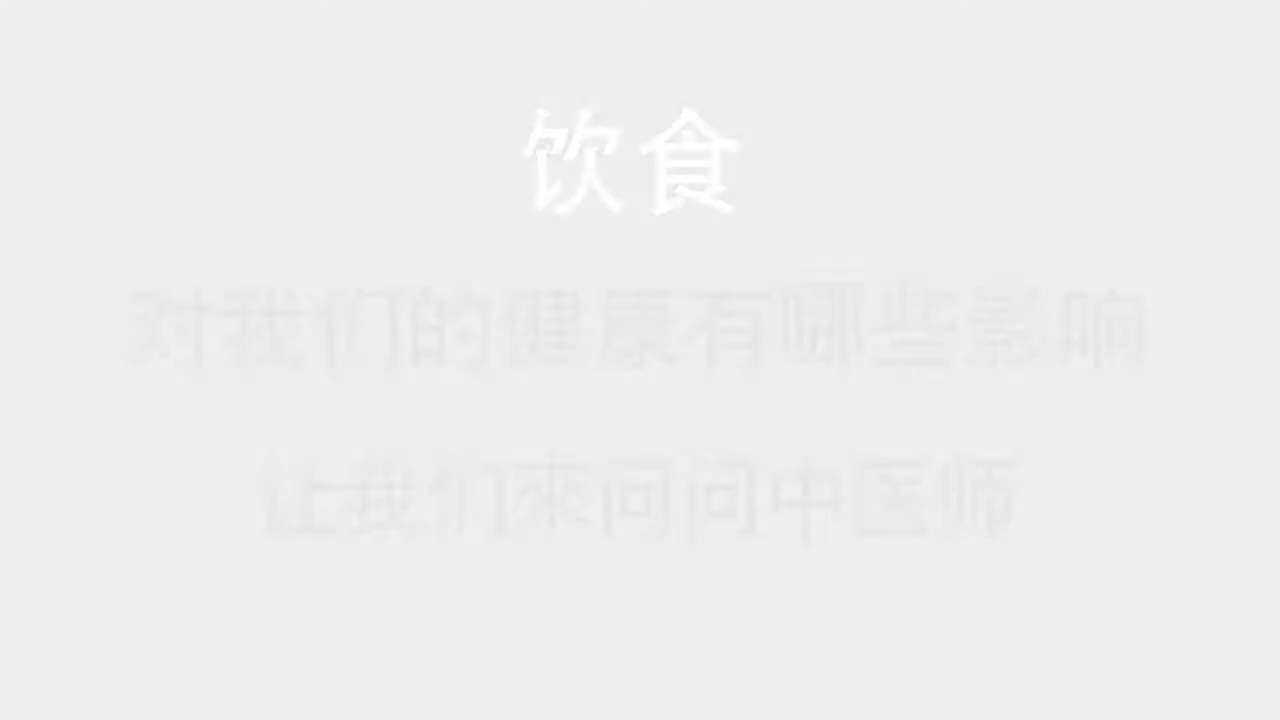 饮食
对我们的健康有哪些影响
让我们來问问中医师